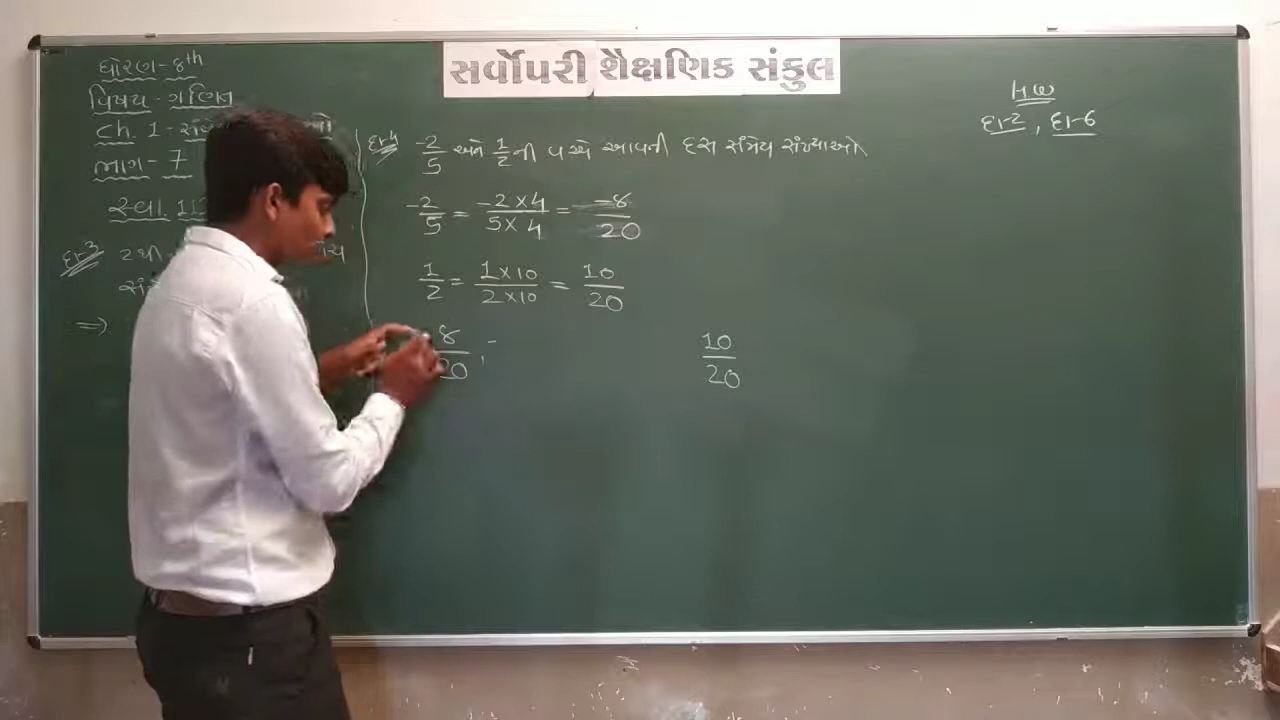 સર્વોપરી શૈક્ષણિક સંકુલ
ધોરણ - 8th
વિષય - ગણિત
Ch. 1 -
ભાગ - 7
સ્વા. 1.
દા-3 2 થી
=>
દા-4 -2/5 અને 1/2 ની વચ્ચે આવતી દસ સંમેય સંખ્યાઓ
-2/5 = -2×4/5×4 = -8/20
1/2 = 1×10/2×10 = 10/20
8/20 , - 10/20
HW
દા-2 , દા-6